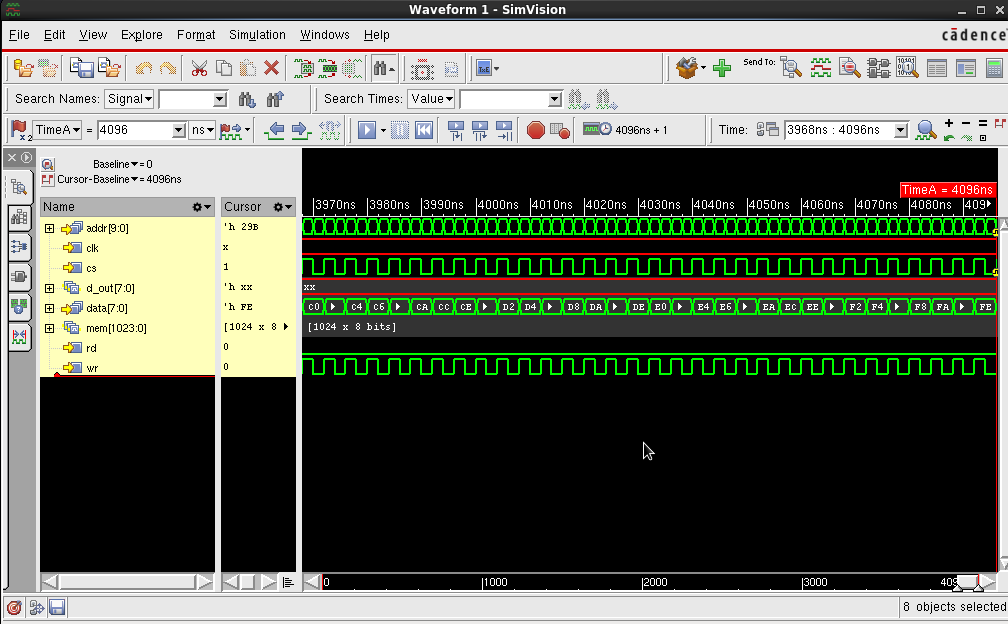 Waveform 1 - SimVision
File Edit View Explore Format Simulation Windows Help
cādence
Send To:
Search Names: Signal
Search Times: Value
x2 TimeA = 4096 ns
4096ns + 1
Time: 3968ns : 4096ns
Baseline = 0
Cursor-Baseline = 4096ns
TimeA = 4096ns
Name Cursor
3970ns 3980ns 3990ns 4000ns 4010ns 4020ns 4030ns 4040ns 4050ns 4060ns 4070ns 4080ns 409
addr[9:0] 'h 29B
clk x
cs 1
d_out[7:0] 'h xx xx
data[7:0] 'h FE C0 C4 C6 CA CC CE D2 D4 D8 DA DE E0 E4 E6 EA EC EE F2 F4 F8 FA FE
mem[1023:0] [1024 x 8 [1024 x 8 bits]
rd 0
wr 0
0 1000 2000 3000 409
8 objects selected